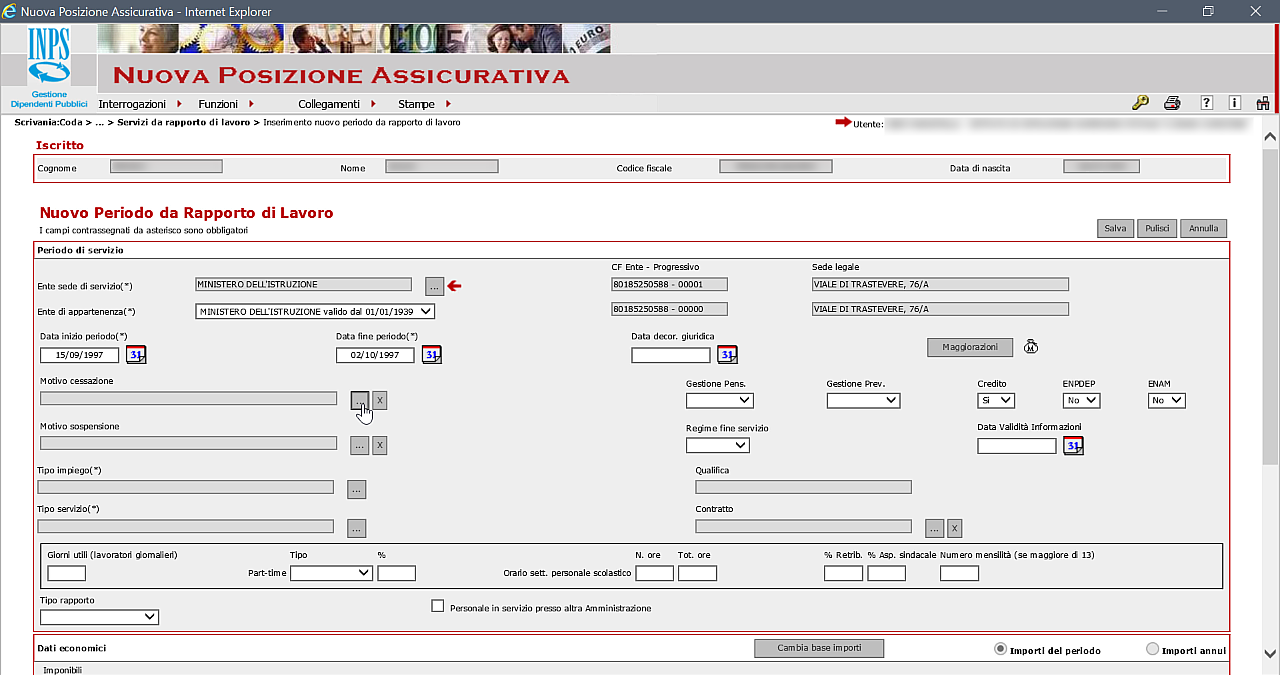 Nuova Posizione Assicurativa - Internet Explorer
INPS
Gestione
Dipendenti Pubblici
NUOVA POSIZIONE ASSICURATIVA
Interrogazioni Funzioni Collegamenti Stampe
Scrivania:Coda > ... > Servizi da rapporto di lavoro > Inserimento nuovo periodo da rapporto di lavoro
Utente:
Iscritto
Cognome Nome Codice fiscale Data di nascita
Nuovo Periodo da Rapporto di Lavoro
I campi contrassegnati da asterisco sono obbligatori
Salva Pulisci Annulla
Periodo di servizio
CF Ente - Progressivo Sede legale
Ente sede di servizio(*) MINISTERO DELL'ISTRUZIONE ... 80185250588 - 00001 VIALE DI TRASTEVERE, 76/A
Ente di appartenenza(*) MINISTERO DELL'ISTRUZIONE valido dal 01/01/1939 80185250588 - 00000 VIALE DI TRASTEVERE, 76/A
Data inizio periodo(*) Data fine periodo(*) Data decor. giuridica
15/09/1997 31 02/10/1997 31 31 Maggiorazioni M
Motivo cessazione Gestione Pens. Gestione Prev. Credito ENPDEP ENAM
... X Si No No
Motivo sospensione Regime fine servizio Data Validità Informazioni
... X 31
Tipo impiego(*) Qualifica
...
Tipo servizio(*) Contratto
... ... X
Giorni utili (lavoratori giornalieri) Tipo % N. ore Tot. ore % Retrib. % Asp. sindacale Numero mensilità (se maggiore di 13)
Part-time Orario sett. personale scolastico
Tipo rapporto
Personale in servizio presso altra Amministrazione
Dati economici Cambia base importi Importi del periodo Importi annui
Imponibili